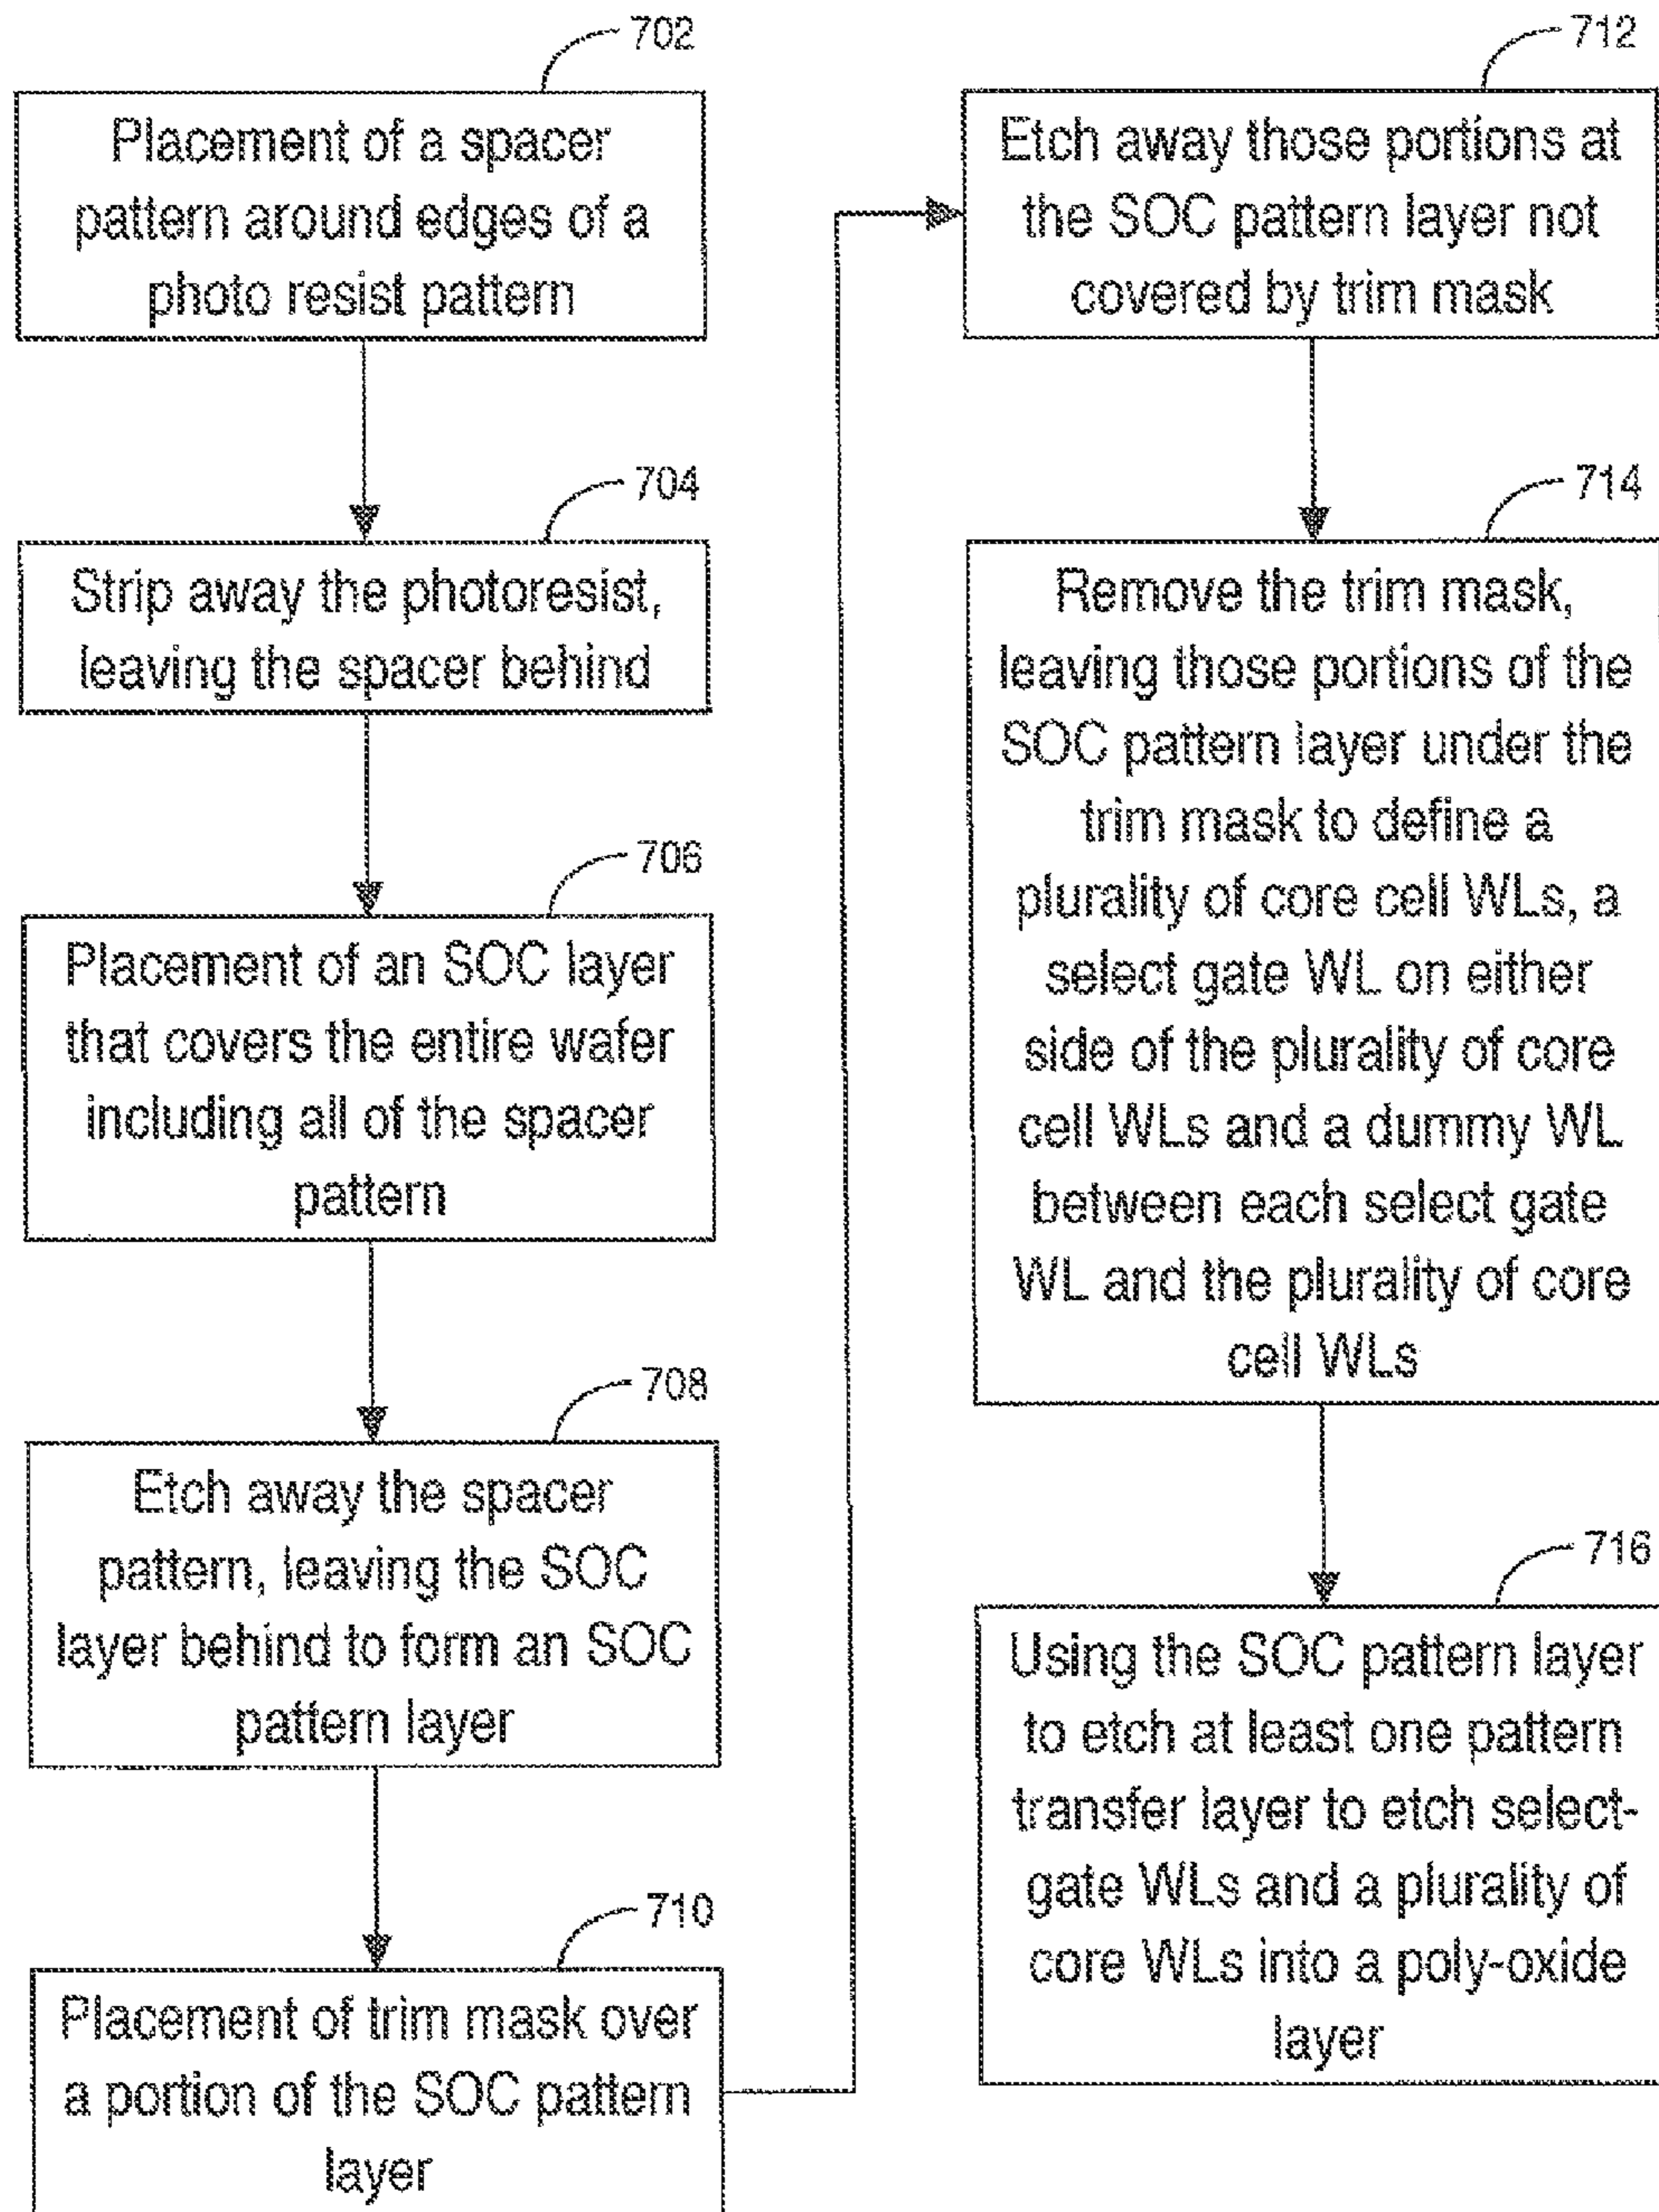 702
Placement of a spacer
pattern around edges of a
photo resist pattern
704
Strip away the photoresist,
leaving the spacer behind
706
Placement of an SOC layer
that covers the entire wafer
including all of the spacer
pattern
708
Etch away the spacer
pattern, leaving the SOC
layer behind to form an SOC
pattern layer
710
Placement of trim mask over
a portion of the SOC pattern
layer
712
Etch away those portions at
the SOC pattern layer not
covered by trim mask
714
Remove the trim mask,
leaving those portions of the
SOC pattern layer under the
trim mask to define a
plurality of core cell WLs, a
select gate WL on either
side of the plurality of core
cell WLs and a dummy WL
between each select gate
WL and the plurality of core
cell WLs
716
Using the SOC pattern layer
to etch at least one pattern
transfer layer to etch select-
gate WLs and a plurality of
core WLs into a poly-oxide
layer